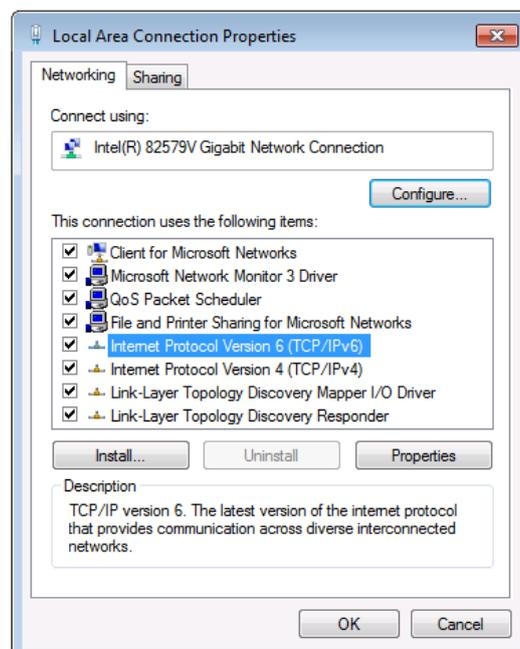 Local Area Connection Properties
Networking
Sharing
Connect using:
Intel(R) 82579V Gigabit Network Connection
Configure...
This connection uses the following items:
Client for Microsoft Networks
Microsoft Network Monitor 3 Driver
QoS Packet Scheduler
File and Printer Sharing for Microsoft Networks
Internet Protocol Version 6 (TCP/IPv6)
Internet Protocol Version 4 (TCP/IPv4)
Link-Layer Topology Discovery Mapper I/O Driver
Link-Layer Topology Discovery Responder
Install...
Uninstall
Properties
Description
TCP/IP version 6. The latest version of the internet protocol
that provides communication across diverse interconnected
networks.
OK
Cancel